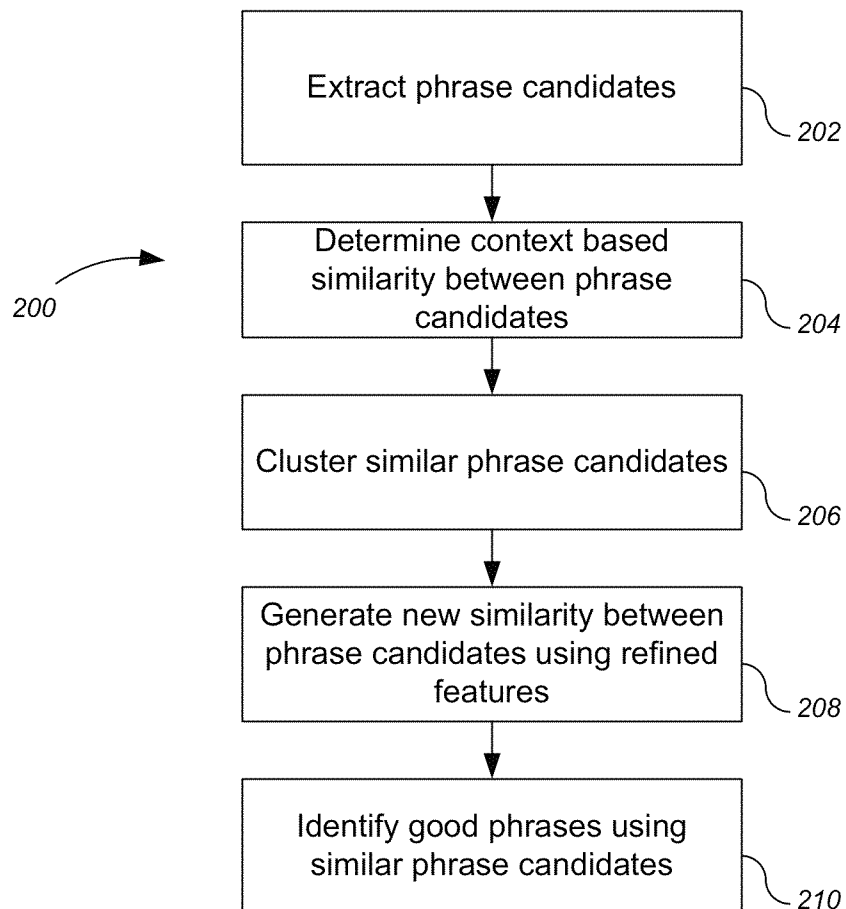 Extract phrase candidates
202
Determine context based
similarity between phrase
candidates
204
200
Cluster similar phrase candidates
206
Generate new similarity between
phrase candidates using refined
features
208
Identify good phrases using
similar phrase candidates
210